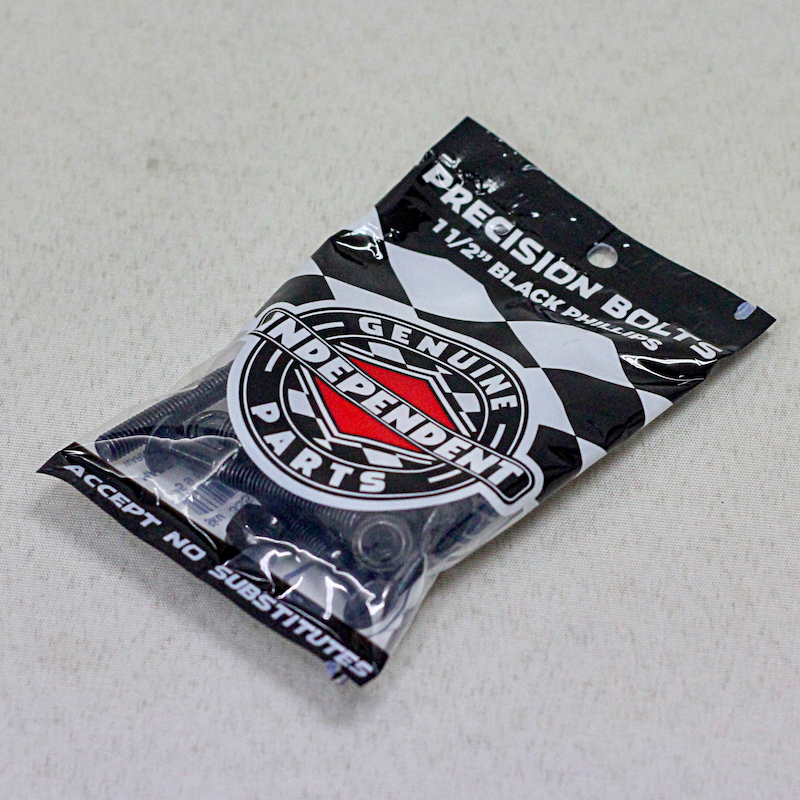 PRECISION BOLTS
1 1/2" BLACK PHILLIPS
GENUINE
INDEPENDENT
PARTS
ACCEPT NO SUBSTITUTES